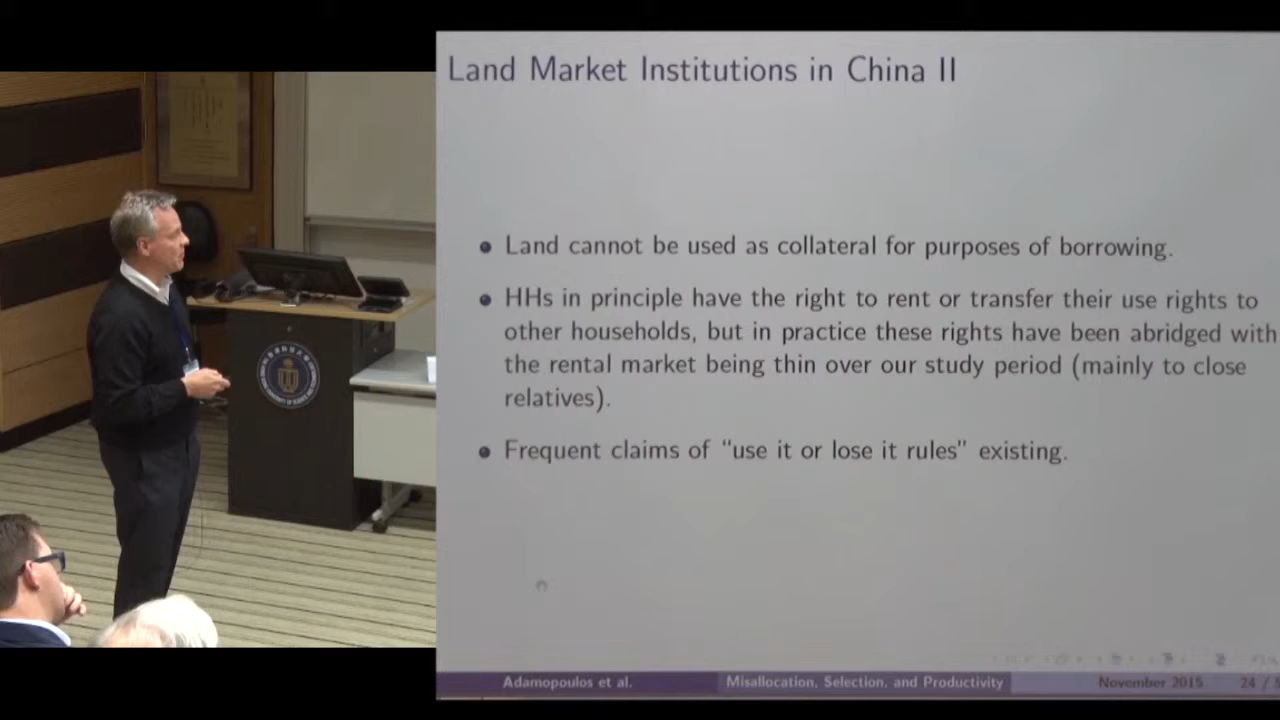 Land Market Institutions in China II
Land cannot be used as collateral for purposes of borrowing.
HHs in principle have the right to rent or transfer their use rights to
other households, but in practice these rights have been abridged with
the rental market being thin over our study period (mainly to close
relatives).
Frequent claims of “use it or lose it rules” existing.
Adamopoulos et al.
Misallocation, Selection, and Productivity
November 2015
24 /